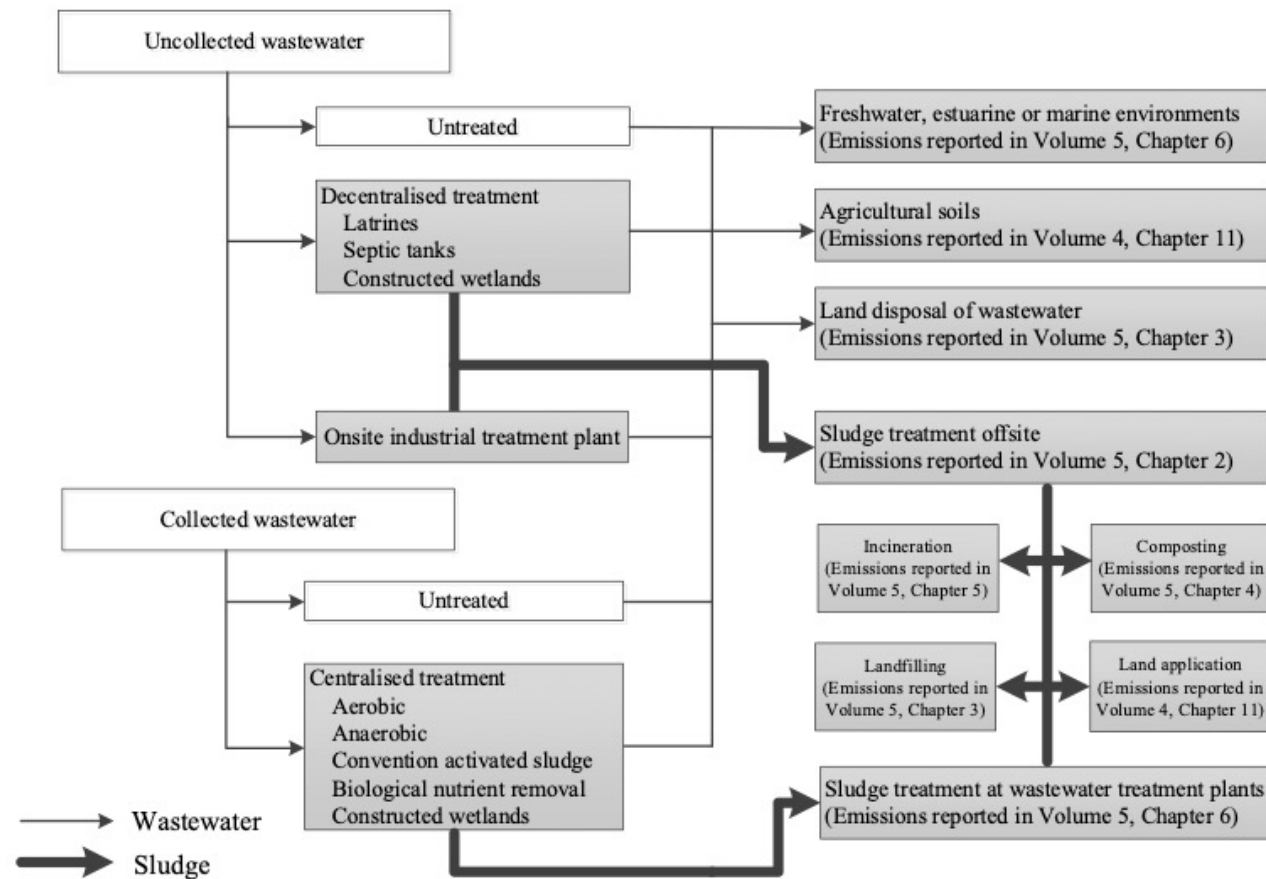 Uncollected wastewater
Untreated
Decentralised treatment
Latrines
Septic tanks
Constructed wetlands
Onsite industrial treatment plant
Collected wastewater
Untreated
Centralised treatment
Aerobic
Anaerobic
Convention activated sludge
Biological nutrient removal
Constructed wetlands
Wastewater
Sludge
Freshwater, estuarine or marine environments
(Emissions reported in Volume 5, Chapter 6)
Agricultural soils
(Emissions reported in Volume 4, Chapter 11)
Land disposal of wastewater
(Emissions reported in Volume 5, Chapter 3)
Sludge treatment offsite
(Emissions reported in Volume 5, Chapter 2)
Incineration
(Emissions reported in
Volume 5, Chapter 5)
Composting
(Emissions reported in
Volume 5, Chapter 4)
Landfilling
(Emissions reported in
Volume 5, Chapter 3)
Land application
(Emissions reported in
Volume 4, Chapter 11)
Sludge treatment at wastewater treatment plants
(Emissions reported in Volume 5, Chapter 6)